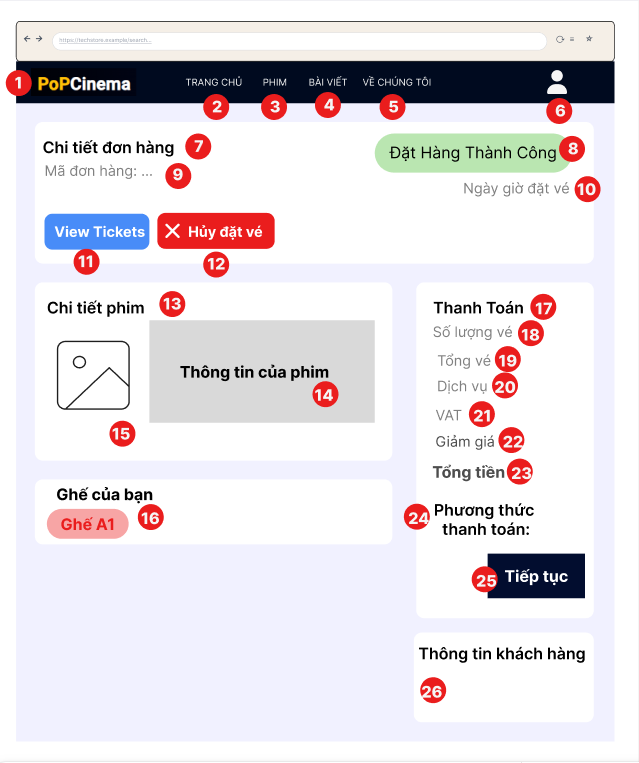 https://techstore.example/search...
1 PoPCinema TRANG CHỦ PHIM BÀI VIẾT VỀ CHÚNG TÔI
2 3 4 5 6
Chi tiết đơn hàng 7
Đặt Hàng Thành Công 8
Mã đơn hàng: ... 9
Ngày giờ đặt vé 10
View Tickets Hủy đặt vé
11 12
Chi tiết phim 13
Thông tin của phim
14
15
Ghế của bạn
Ghế A1 16
Thanh Toán 17
Số lượng vé 18
Tổng vé 19
Dịch vụ 20
VAT 21
Giảm giá 22
Tổng tiền 23
24 Phương thức
thanh toán:
25 Tiếp tục
Thông tin khách hàng
26